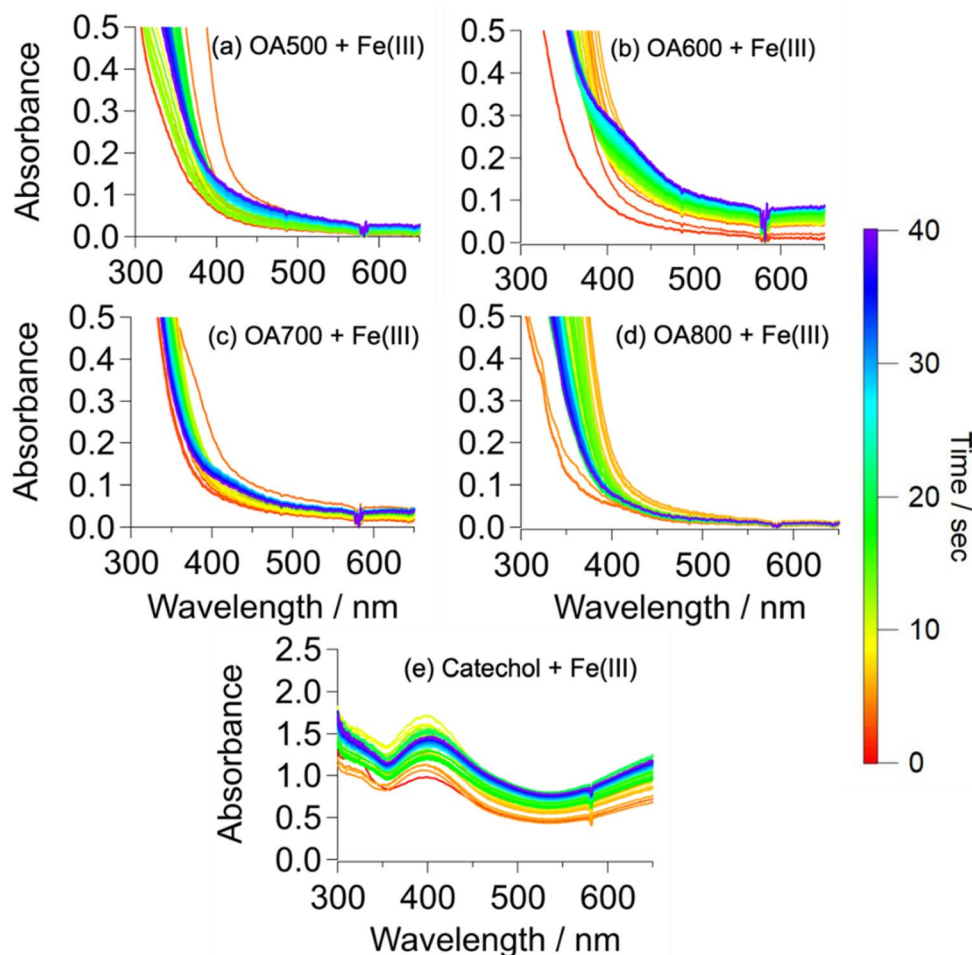 (a) OA500 + Fe(III)
(b) OA600 + Fe(III)
Absorbance
0.5
0.4
0.3
0.2
0.1
0.0
300 400 500 600
0.5
0.4
0.3
0.2
0.1
0.0
300 400 500 600
(c) OA700 + Fe(III)
(d) OA800 + Fe(III)
Absorbance
0.5
0.4
0.3
0.2
0.1
0.0
300 400 500 600
Wavelength / nm
0.5
0.4
0.3
0.2
0.1
0.0
300 400 500 600
Wavelength / nm
(e) Catechol + Fe(III)
Absorbance
2.5
2.0
1.5
1.0
0.5
0.0
300 400 500 600
Wavelength / nm
40
30
20
10
0
Time / sec